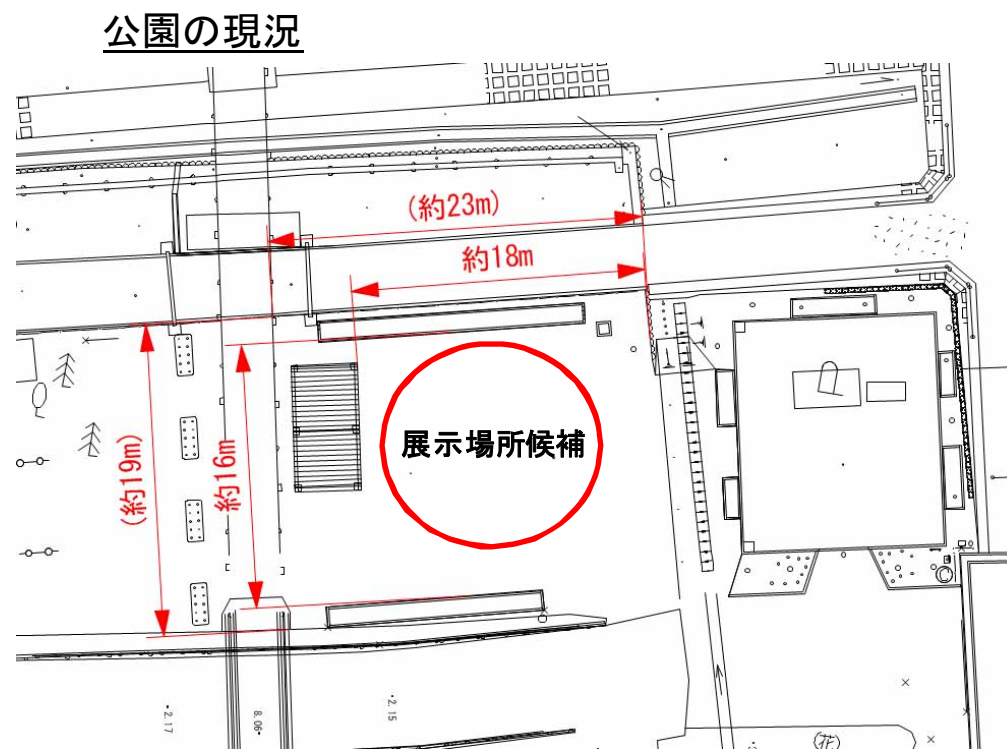 公園の現況
(約23m)
約18m
(約19m)
約16m
展示場所候補
・2.17
8.06・
・2.15
(花)